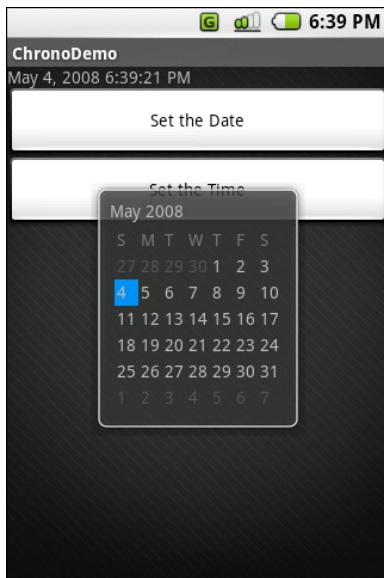 G 6:39 PM
ChronoDemo
May 4, 2008 6:39:21 PM
Set the Date
Set the Time
May 2008
S M T W T F S
27 28 29 30 1 2 3
4 5 6 7 8 9 10
11 12 13 14 15 16 17
18 19 20 21 22 23 24
25 26 27 28 29 30 31
1 2 3 4 5 6 7